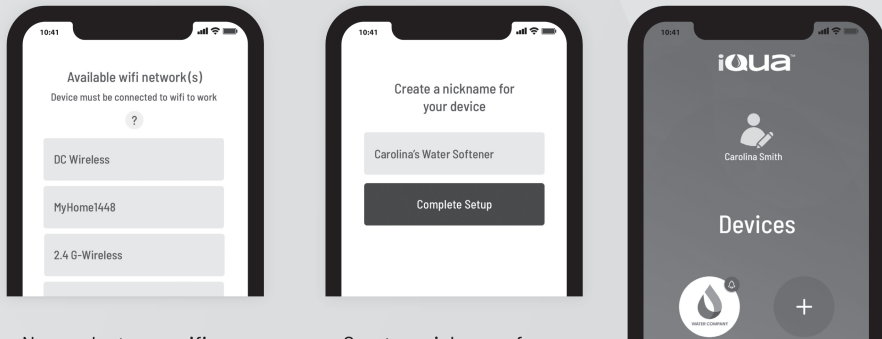 10:41
Available wifi network(s)
Device must be connected to wifi to work
?
DC Wireless
MyHome1448
2.4 G-Wireless
10:41
Create a nickname for
your device
Carolina's Water Softener
Complete Setup
10:41
iQua™
Carolina Smith
Devices
WATER COMPANY
+